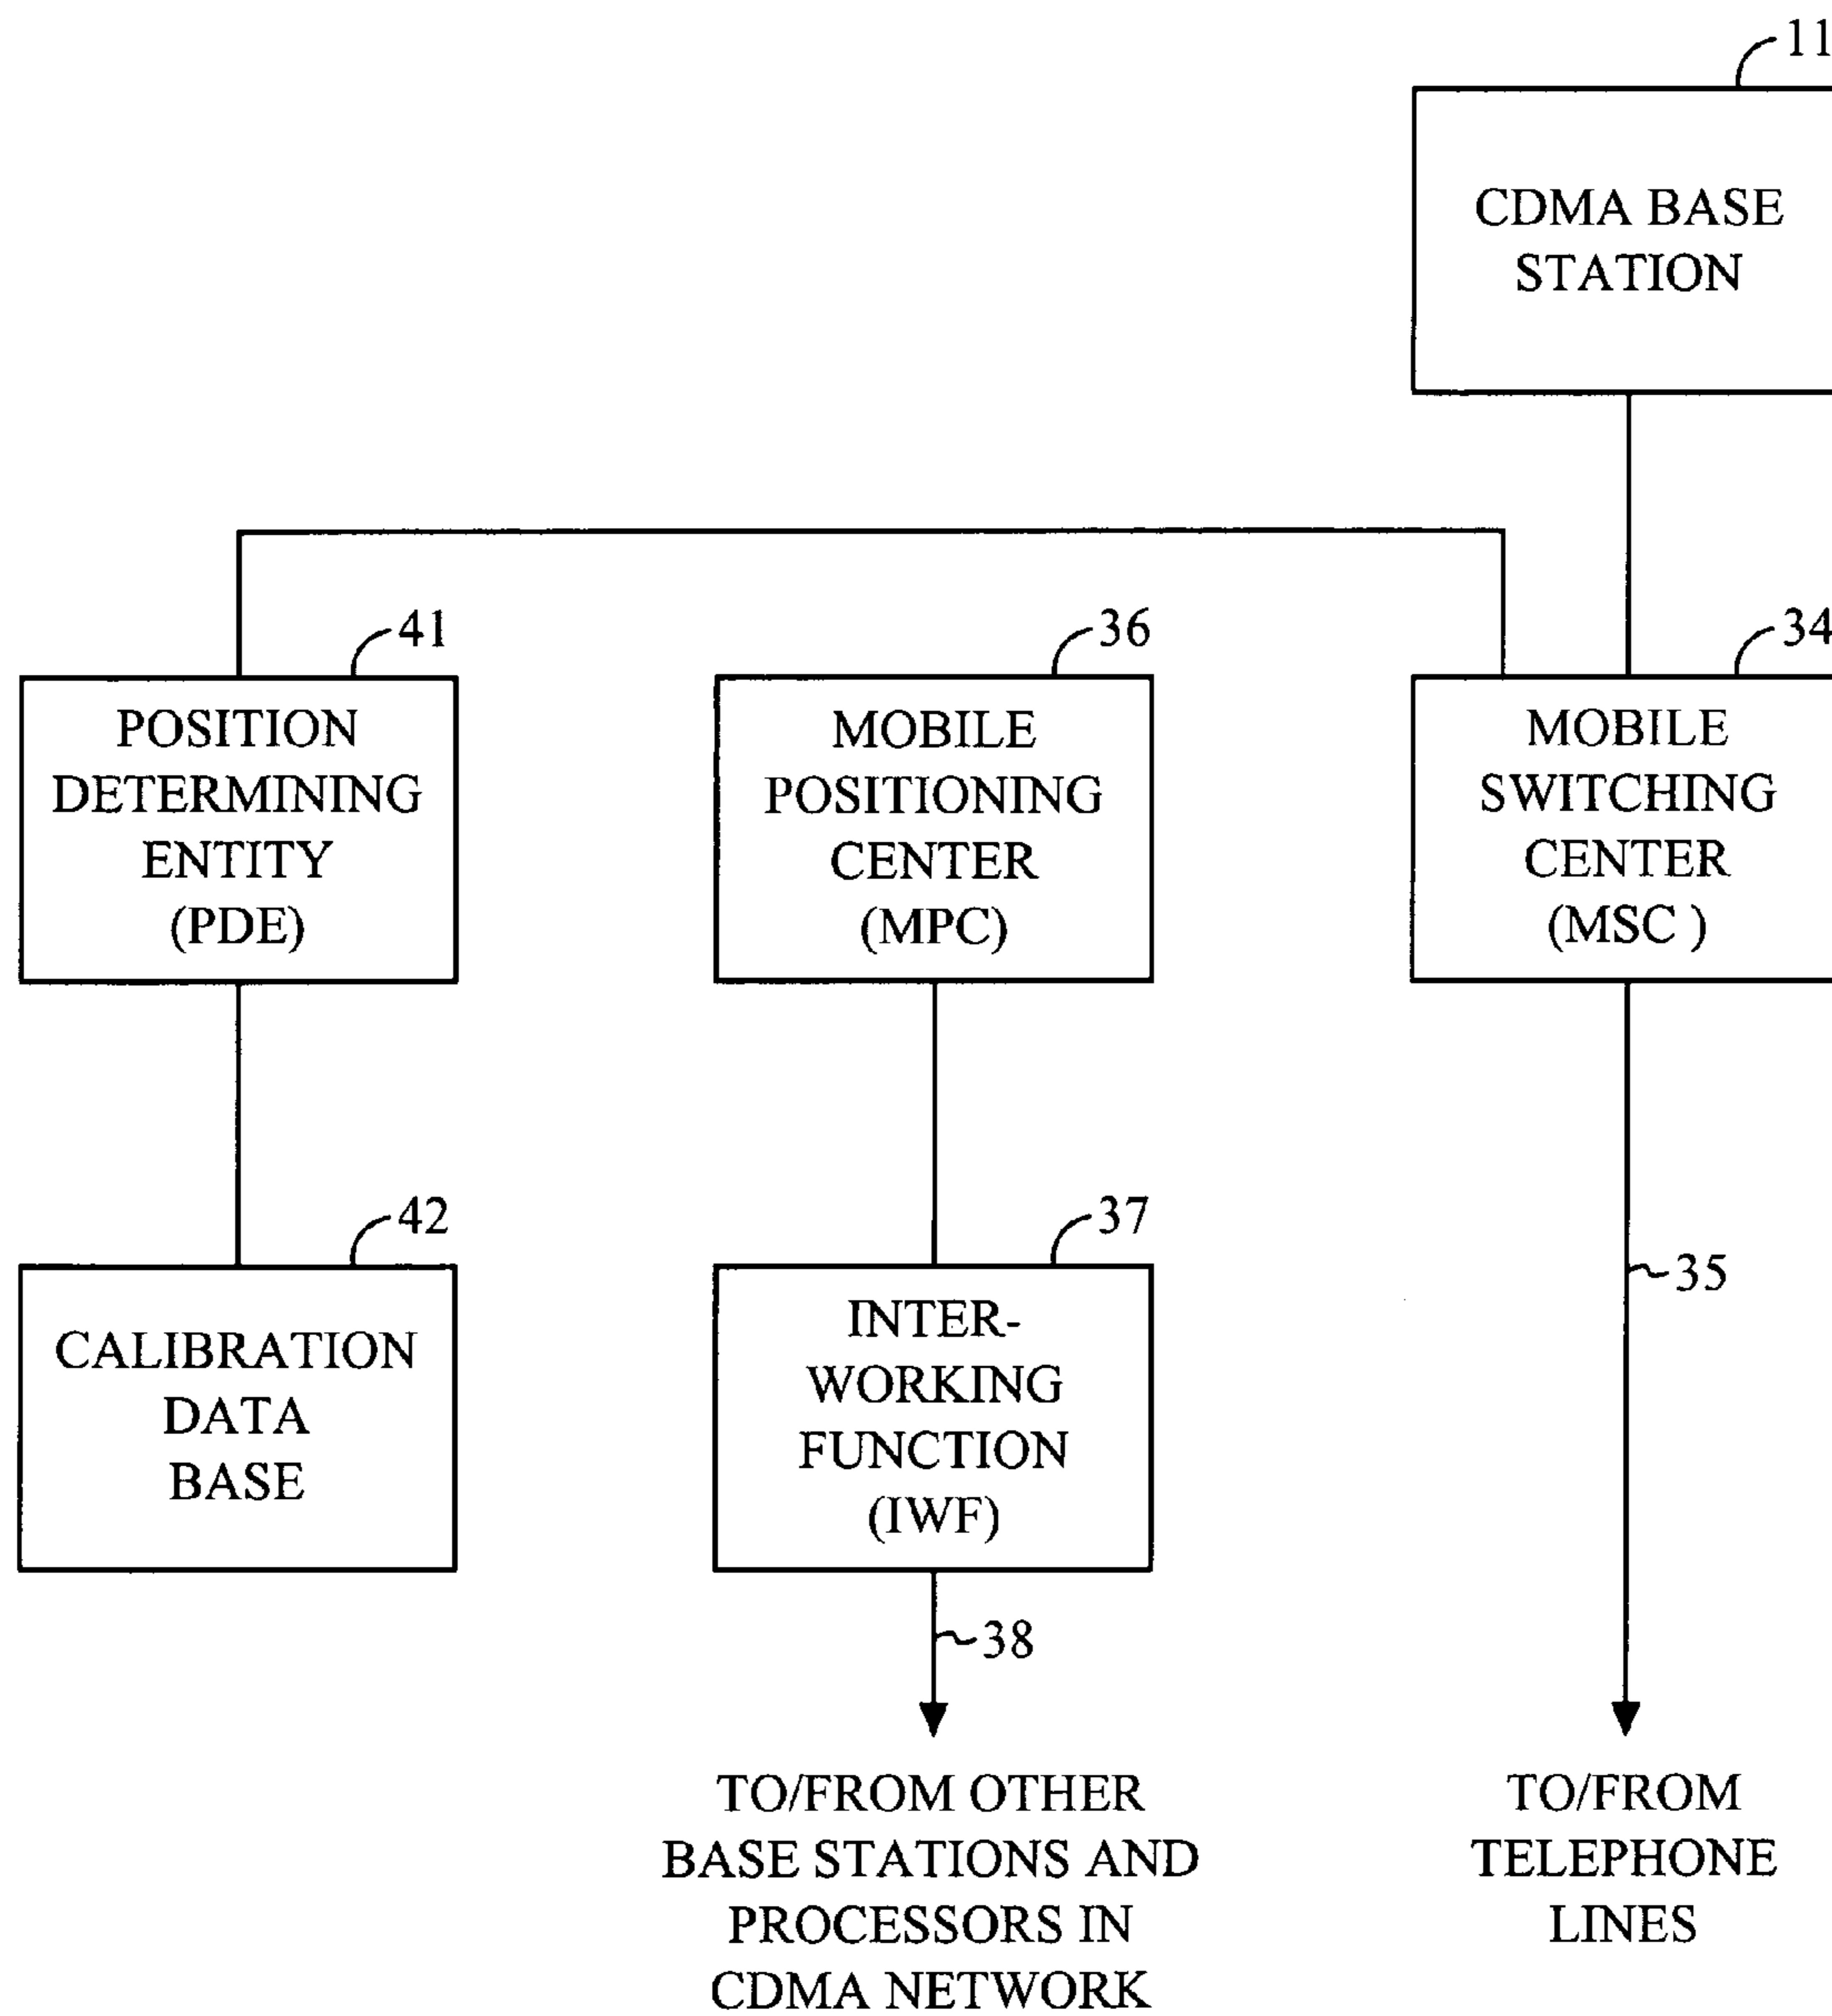 11
CDMA BASE
STATION
41
POSITION
DETERMINING
ENTITY
(PDE)
36
MOBILE
POSITIONING
CENTER
(MPC)
34
MOBILE
SWITCHING
CENTER
(MSC )
42
CALIBRATION
DATA
BASE
37
INTER-
WORKING
FUNCTION
(IWF)
35
38
TO/FROM OTHER
BASE STATIONS AND
PROCESSORS IN
CDMA NETWORK
TO/FROM
TELEPHONE
LINES